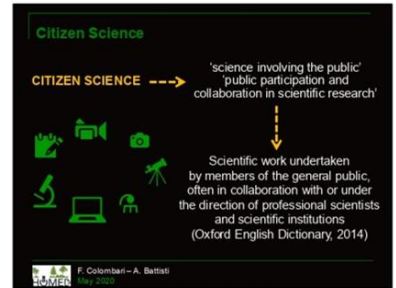 Citizen Science
CITIZEN SCIENCE
'science involving the public'
'public participation and
collaboration in scientific research'
Scientific work undertaken
by members of the general public,
often in collaboration with or under
the direction of professional scientists
and scientific institutions
(Oxford English Dictionary, 2014)
HOMED
F. Colombari – A. Battisti
May 2020